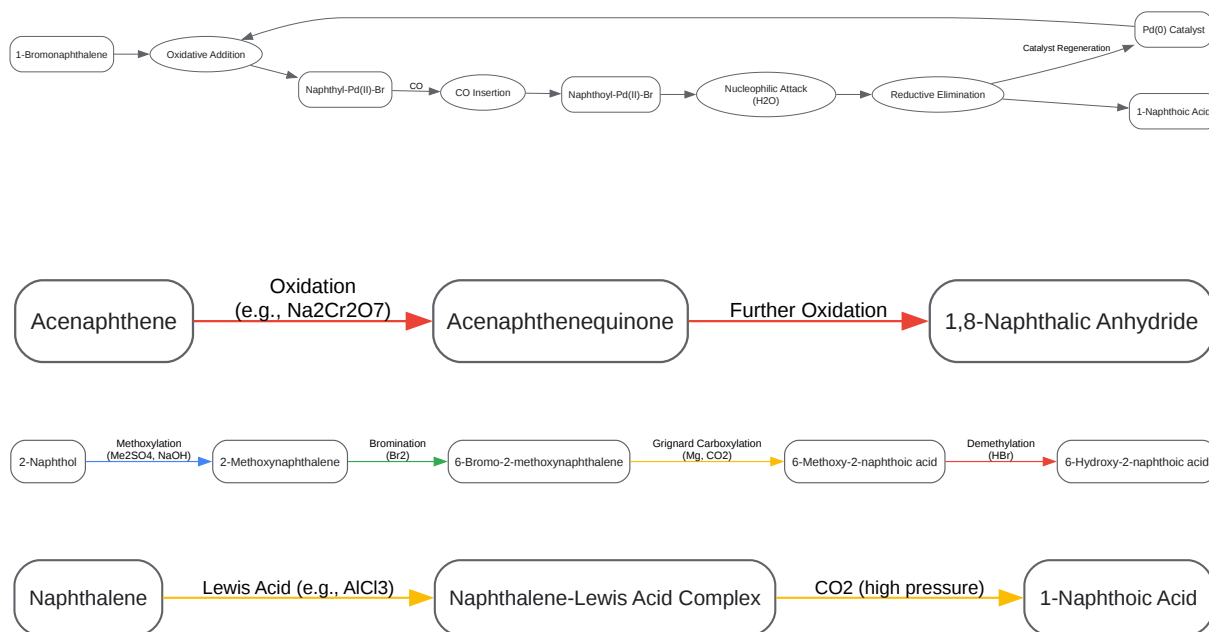 Pd(0) Catalyst
1-Bromonaphthalene
Oxidative Addition
Catalyst Regeneration
Naphthyl-Pd(II)-Br
CO
CO Insertion
Naphthoyl-Pd(II)-Br
Nucleophilic Attack
(H2O)
Reductive Elimination
1-Naphthoic Acid
Acenaphthene
Oxidation
(e.g., Na2Cr2O7)
Acenaphthenequinone
Further Oxidation
1,8-Naphthalic Anhydride
2-Naphthol
Methoxylation
(Me2SO4, NaOH)
2-Methoxynaphthalene
Bromination
(Br2)
6-Bromo-2-methoxynaphthalene
Grignard Carboxylation
(Mg, CO2)
6-Methoxy-2-naphthoic acid
Demethylation
(HBr)
6-Hydroxy-2-naphthoic acid
Naphthalene
Lewis Acid (e.g., AlCl3)
Naphthalene-Lewis Acid Complex
CO2 (high pressure)
1-Naphthoic Acid